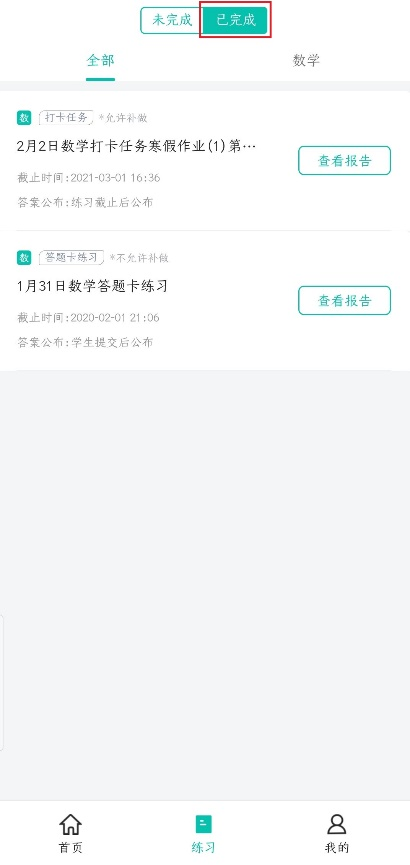 未完成 已完成
全部 数学
数 打卡任务 *允许补做
2月2日数学打卡任务寒假作业(1)第···
查看报告
截止时间:2021-03-01 16:36
答案公布:练习截止后公布
数 答题卡练习 *不允许补做
1月31日数学答题卡练习
查看报告
截止时间:2020-02-01 21:06
答案公布:学生提交后公布
首页 练习 我的